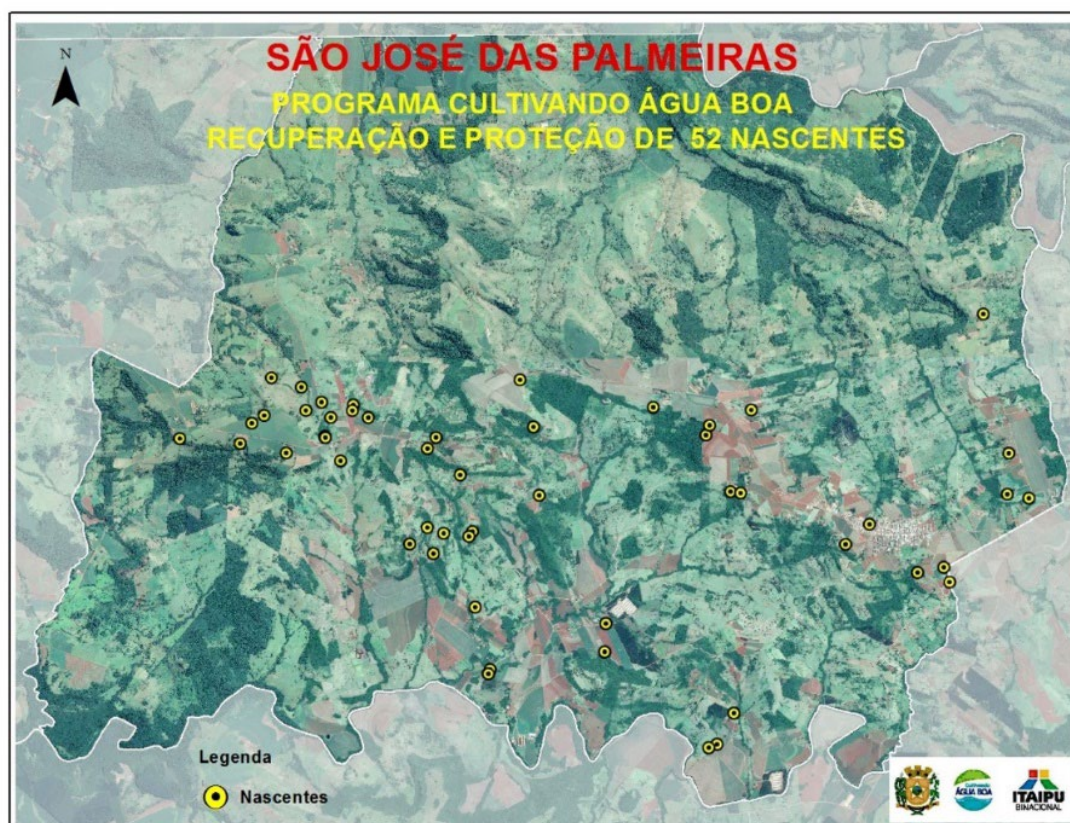 N
SÃO JOSÉ DAS PALMEIRAS
PROGRAMA CULTIVANDO ÁGUA BOA
RECUPERAÇÃO E PROTEÇÃO DE 52 NASCENTES
Legenda
Nascentes
Cultivando
ÁGUA BOA
ITAIPU
BINACIONAL